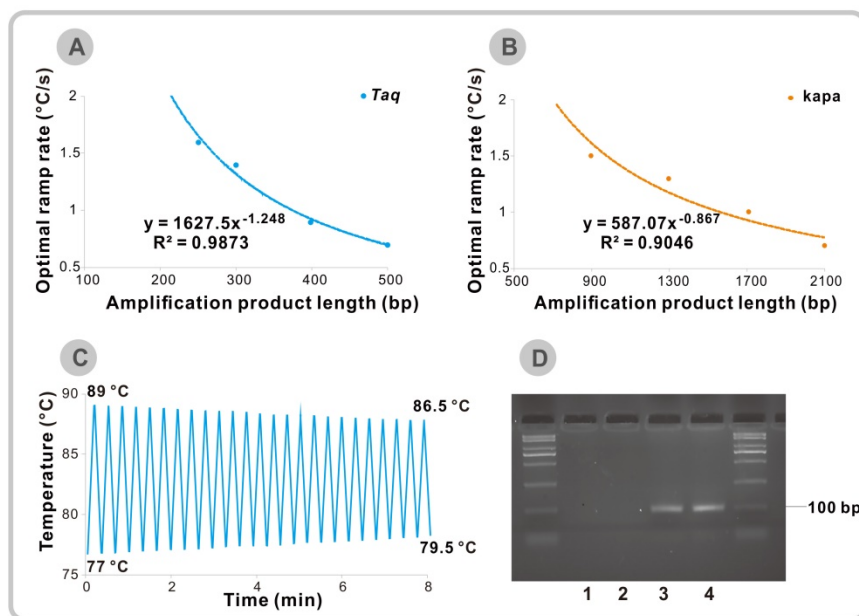 A
Optimal ramp rate (°C/s)
2
1.5
1
0.5
Taq
y = 1627.5x-1.248
R² = 0.9873
100
200
300
400
500
Amplification product length (bp)
B
Optimal ramp rate (°C/s)
2
1.5
1
0.5
kapa
y = 587.07x-0.867
R² = 0.9046
500
900
1300
1700
2100
Amplification product length (bp)
C
Temperature (°C)
90
85
80
75
89 °C
86.5 °C
77 °C
79.5 °C
0
2
4
6
8
Time (min)
D
100 bp
1 2 3 4